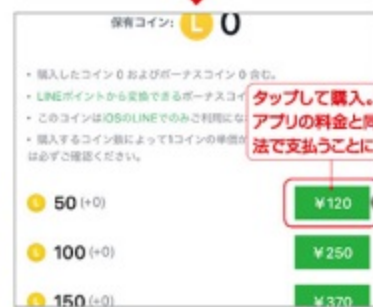 保有コイン: L 0
• 購入したコイン 0 およびボーナスコイン 0 含む。
• LINEポイントから変換できるボーナスコイ
• このコインはiOSのLINEでのみご利用にな
• 購入するコイン数によって1コインの単価が
は必ずご確認ください。
タップして購入。
アプリの料金と同
法で支払うことに
L 50 (+0) ¥120
L 100 (+0) ¥250
L 150 (+0) ¥370